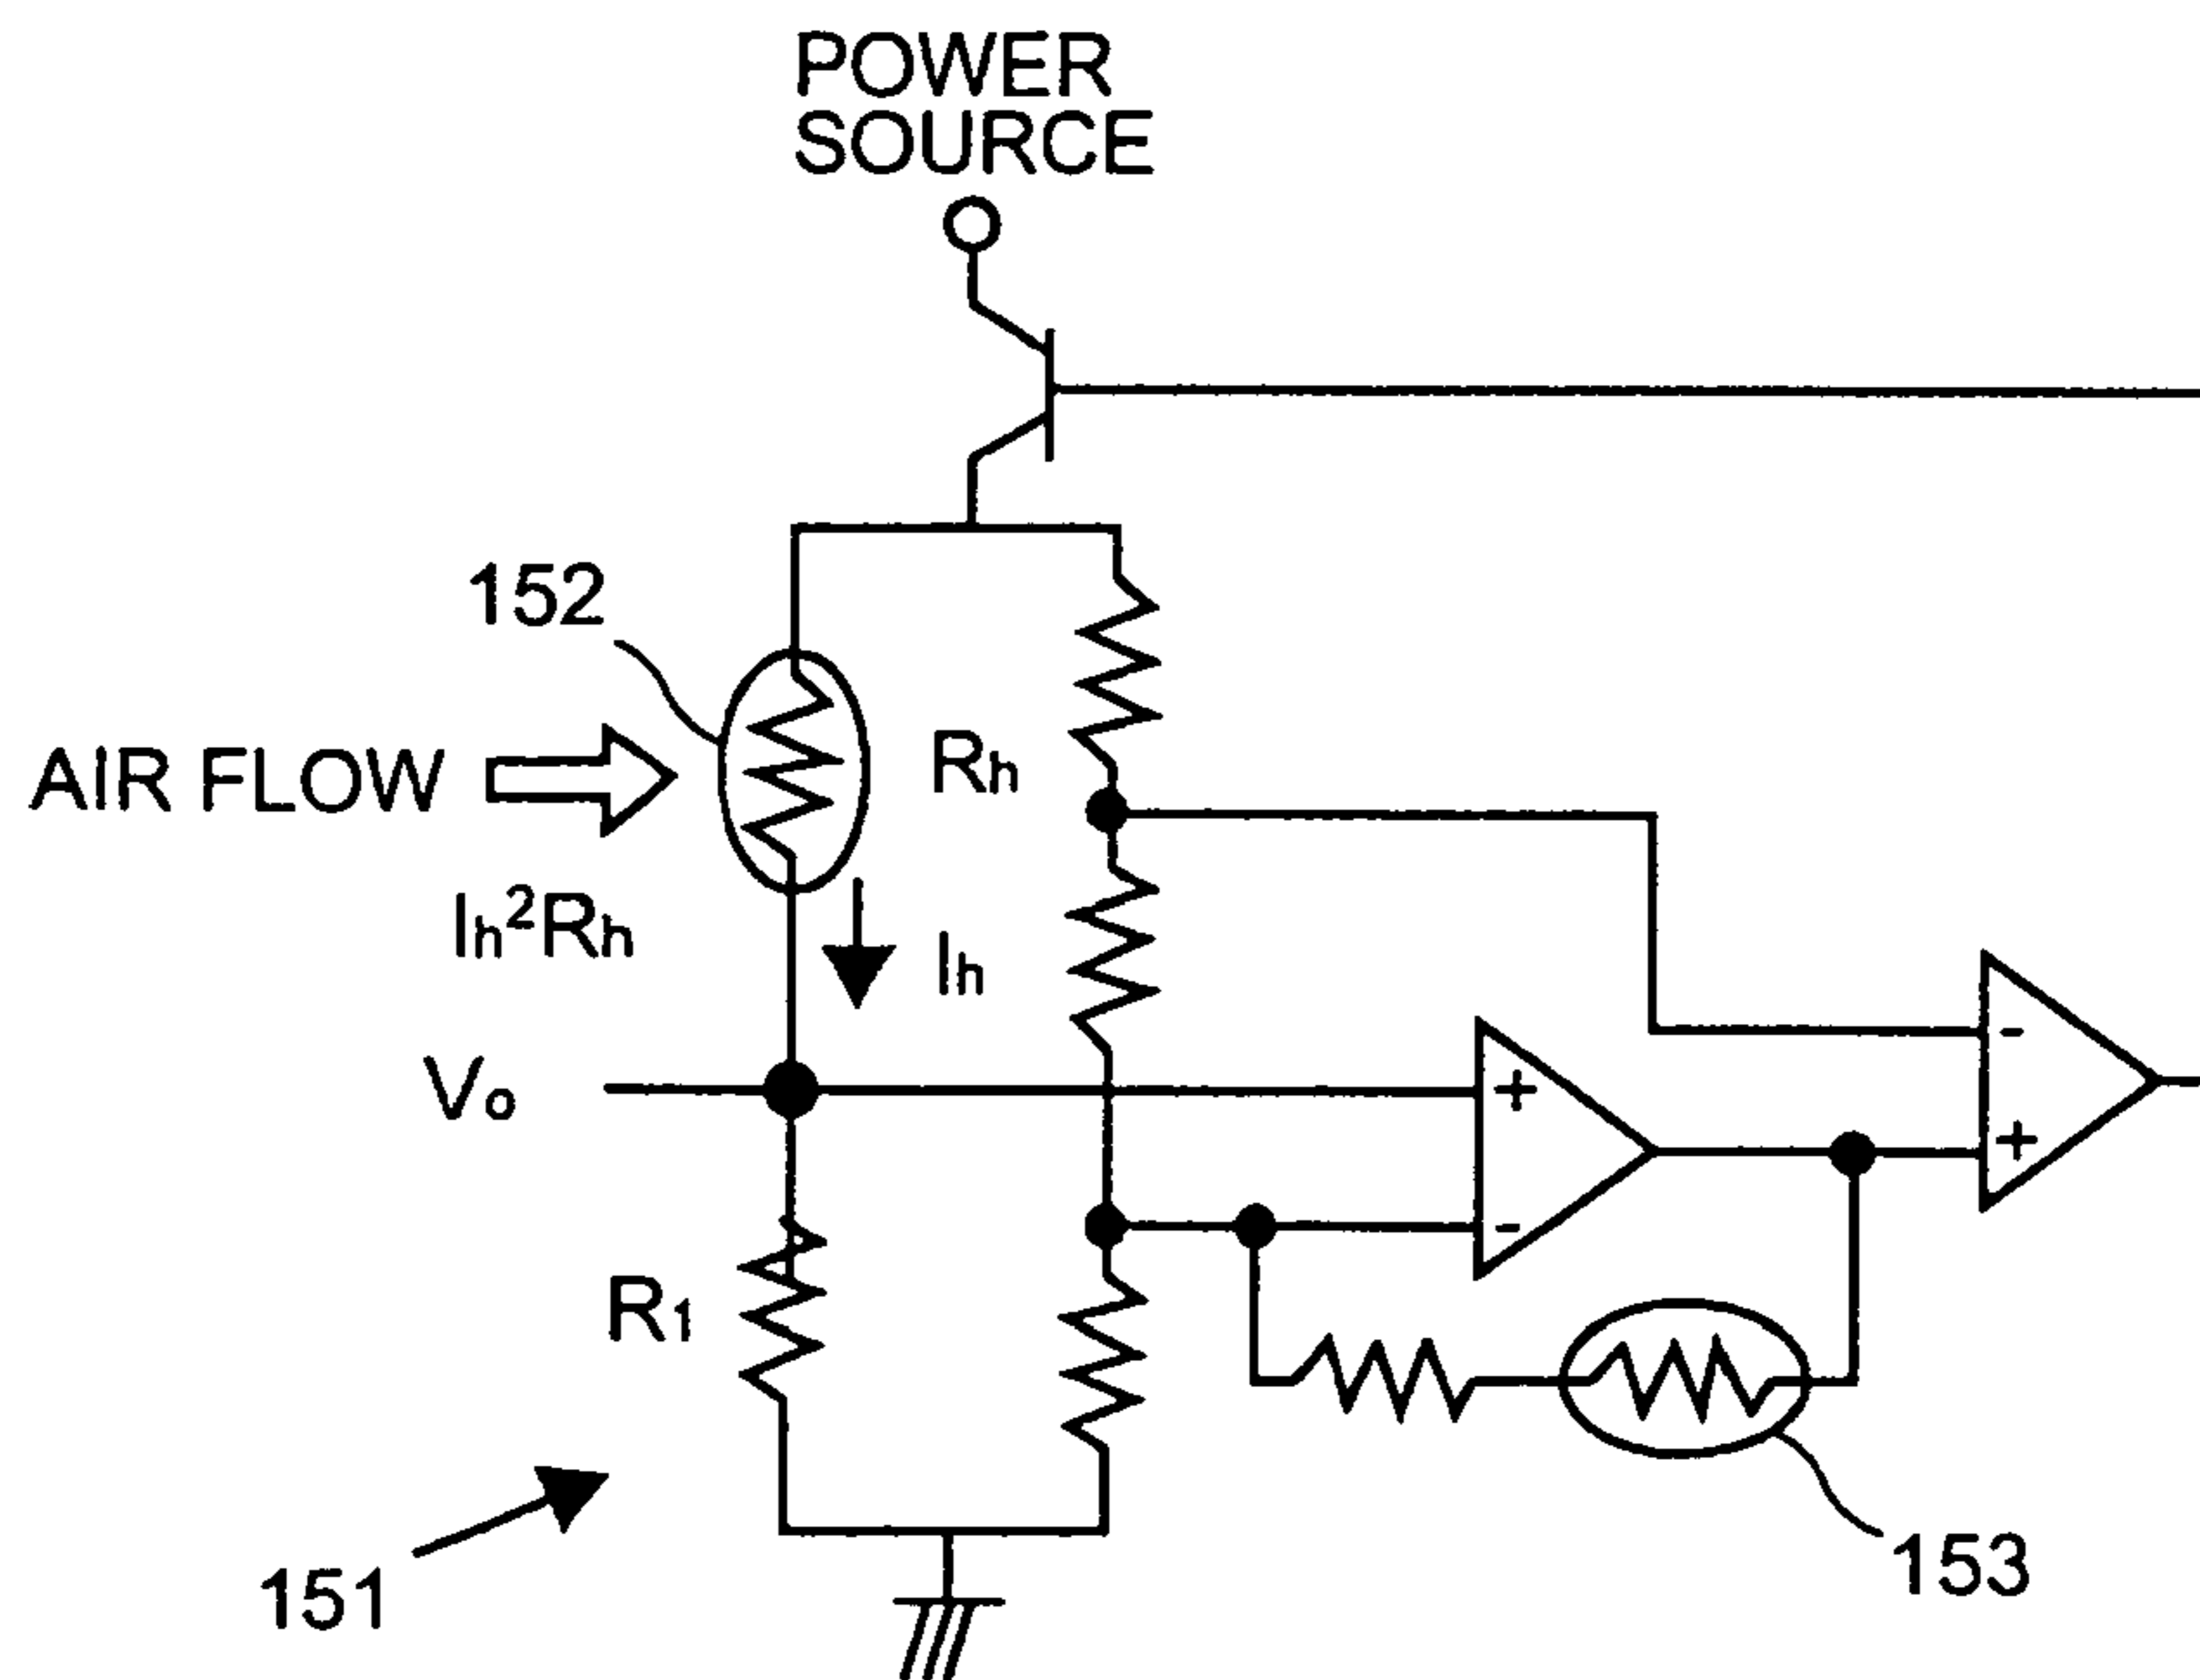 POWER
SOURCE
152
AIR FLOW
Rh
Ih²Rh
Ih
Vo
+
-
-
+
R1
151
153